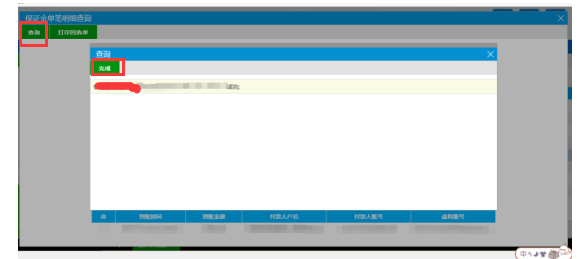 保证金单笔明细查询
查询 打印回执单
查询
完成
成功;
到账时间 到账金额 付款人户名 付款人账号 虚拟账号
中